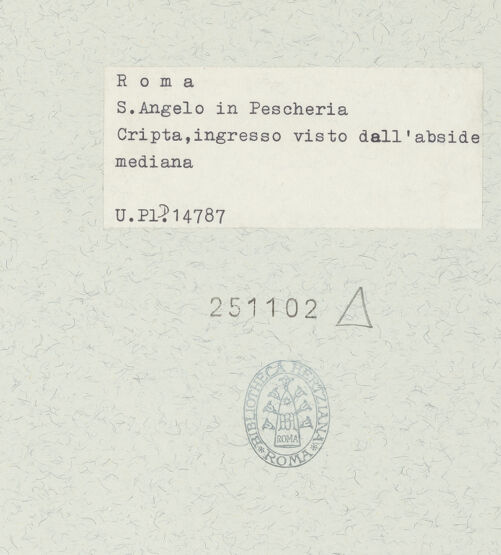 R o m a
S.Angelo in Pescheria
Cripta,ingresso visto dall'abside
mediana
U.Pl.14787
251102
BIBLIOTHECA HERTZIANA
ROMA
*ROMA*